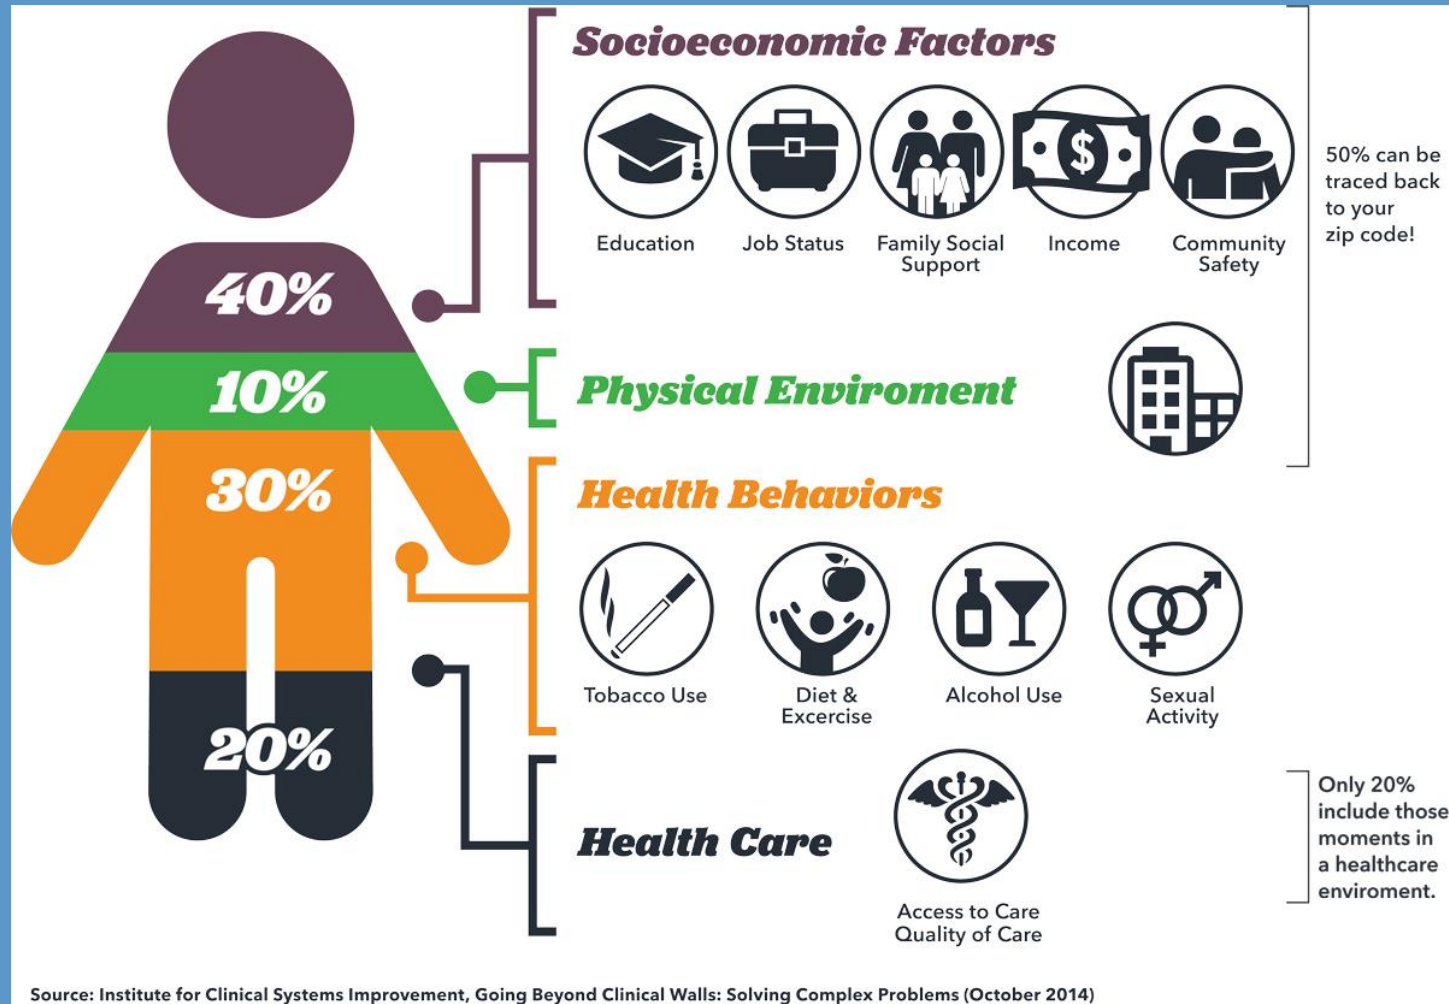 Socioeconomic Factors
Education
Job Status
Family Social
Support
Income
Community
Safety
50% can be
traced back
to your
zip code!
40%
10%
Physical Enviroment
30%
Health Behaviors
Tobacco Use
Diet &
Excercise
Alcohol Use
Sexual
Activity
20%
Health Care
Access to Care
Quality of Care
Only 20%
include those
moments in
a healthcare
enviroment.
Source: Institute for Clinical Systems Improvement, Going Beyond Clinical Walls: Solving Complex Problems (October 2014)